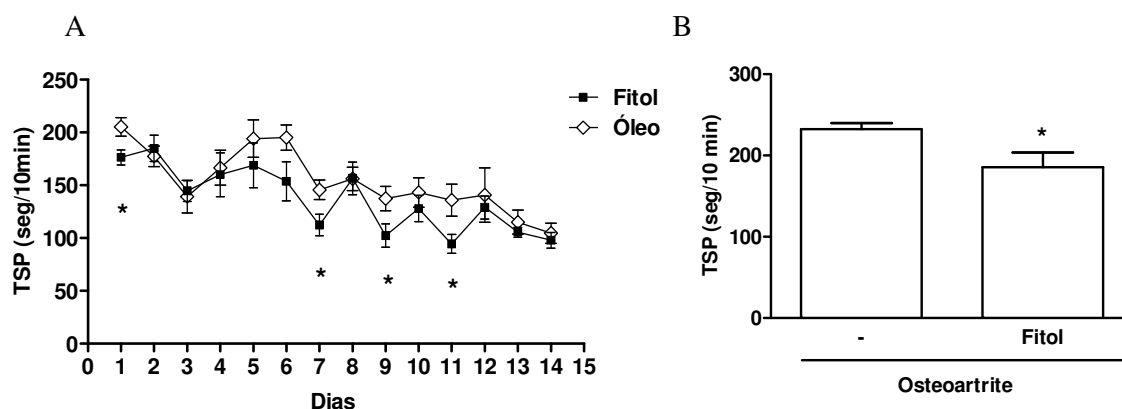 A
TSP (seg/10min)
250
200
150
100
50
0
0 1 2 3 4 5 6 7 8 9 10 11 12 13 14 15
Dias
Fitol
Óleo
* * * *
B
TSP (seg/10 min)
300
200
100
0
*
- Fitol
Osteoartrite